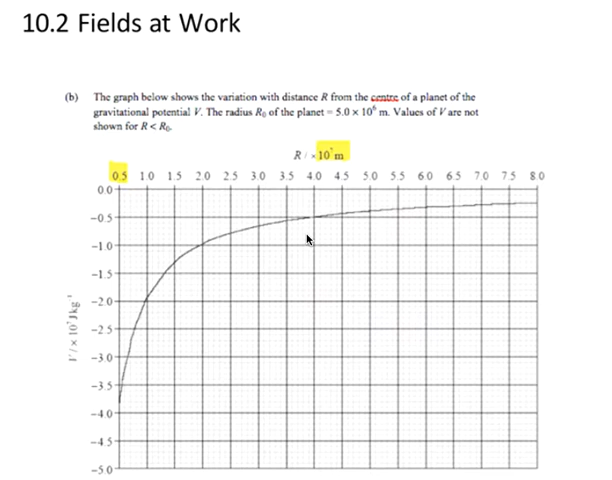 10.2 Fields at Work
(b) The graph below shows the variation with distance R from the centre of a planet of the
gravitational potential V. The radius R₀ of the planet = 5.0 × 10⁶ m. Values of V are not
shown for R < R₀.
R / ×10⁷ m
0.5 1.0 1.5 2.0 2.5 3.0 3.5 4.0 4.5 5.0 5.5 6.0 6.5 7.0 7.5 8.0
0.0
-0.5
-1.0
-1.5
-2.0
-2.5
-3.0
-3.5
-4.0
-4.5
-5.0
V / × 10⁷ J kg⁻¹